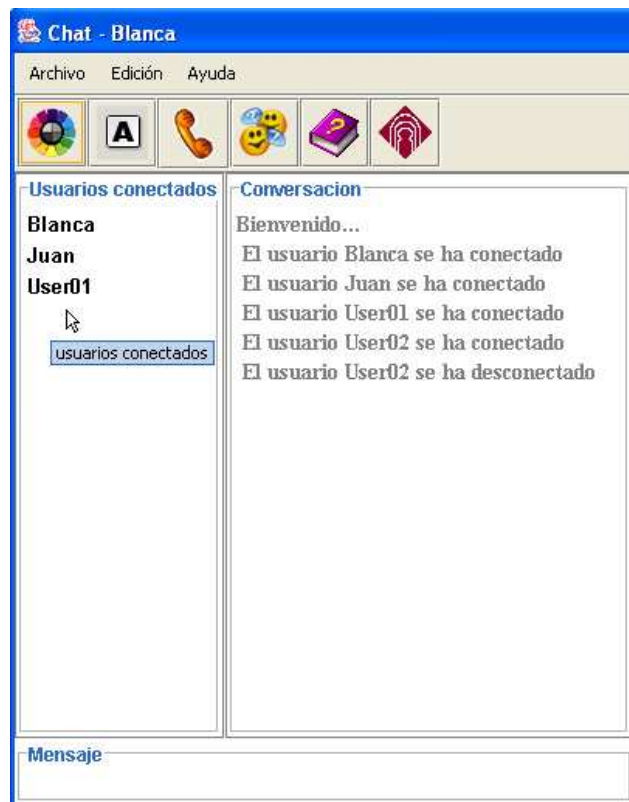 Chat - Blanca
Archivo Edición Ayuda
A
?
Usuarios conectados
Blanca
Juan
User01
usuarios conectados
Conversacion
Bienvenido...
El usuario Blanca se ha conectado
El usuario Juan se ha conectado
El usuario User01 se ha conectado
El usuario User02 se ha conectado
El usuario User02 se ha desconectado
Mensaje